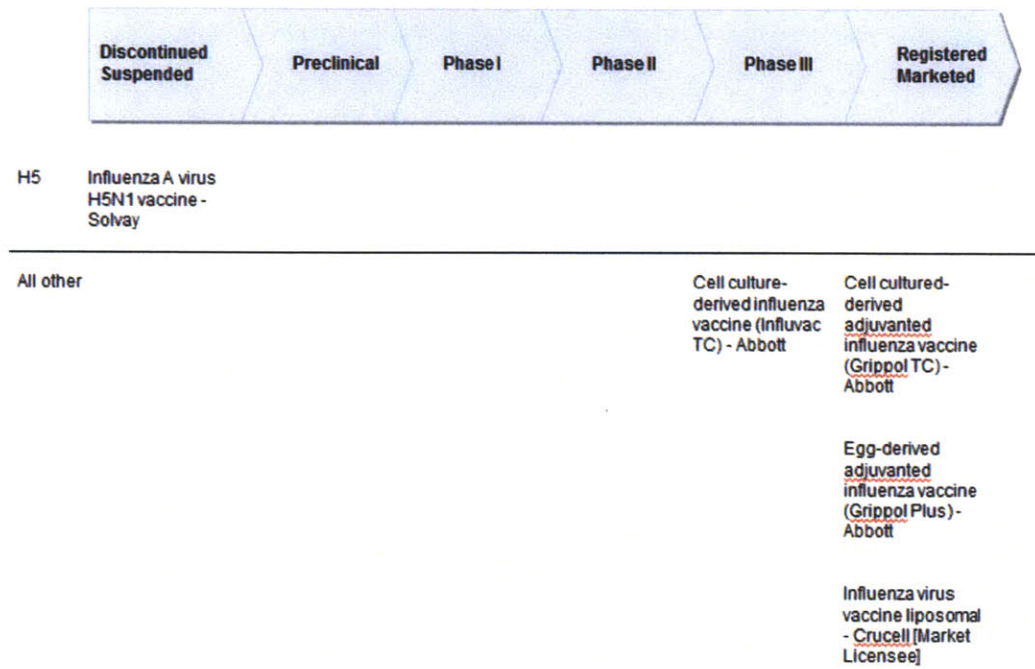 Discontinued
Suspended
Preclinical
Phase I
Phase II
Phase III
Registered
Marketed
H5
Influenza A virus
H5N1 vaccine -
Solvay
All other
Cell culture-
derived influenza
vaccine (Influvac
TC) - Abbott
Cell cultured-
derived
adjuvanted
influenza vaccine
(Grippol TC) -
Abbott
Egg-derived
adjuvanted
influenza vaccine
(Grippol Plus) -
Abbott
Influenza virus
vaccine liposomal
- Crucell [Market
Licensee]